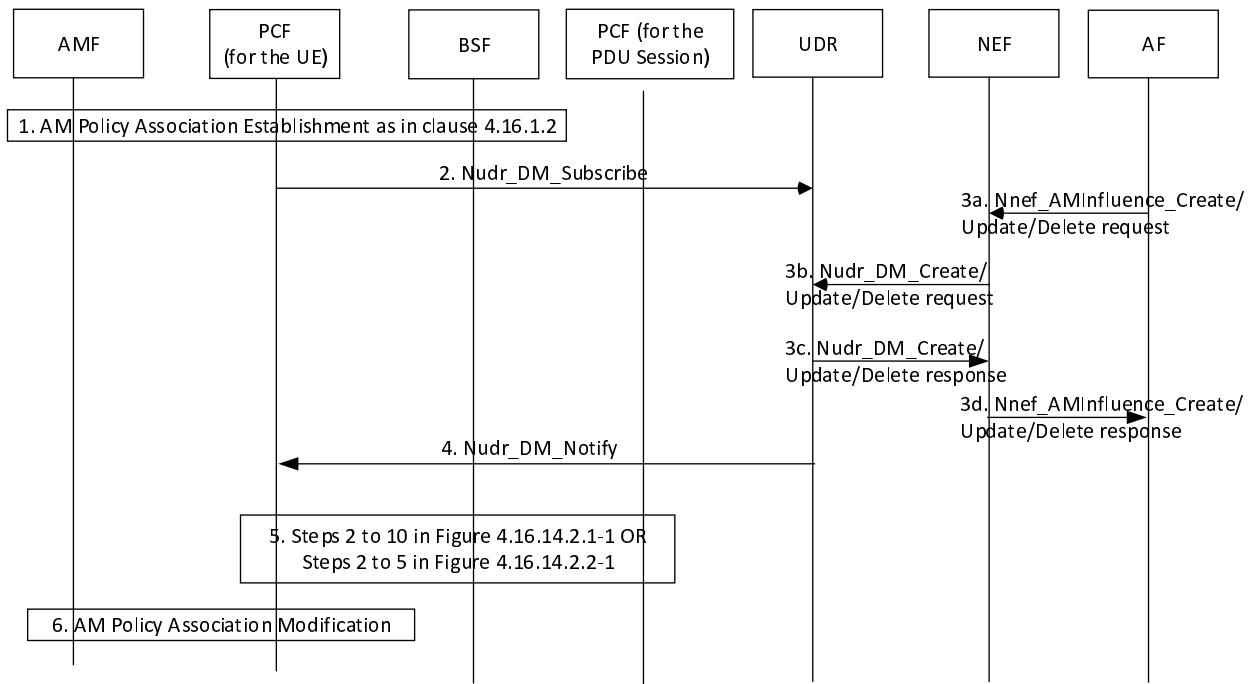 AMF
PCF
(for the UE)
BSF
PCF (for the
PDU Session)
UDR
NEF
AF
1. AM Policy Association Establishment as in clause 4.16.1.2
2. Nudr_DM_Subscribe
3a. Nnef_AMInfluence_Create/
Update/Delete request
3b. Nudr_DM_Create/
Update/Delete request
3c. Nudr_DM_Create/
Update/Delete response
3d. Nnef_AMInfluence_Create/
Update/Delete response
4. Nudr_DM_Notify
5. Steps 2 to 10 in Figure 4.16.14.2.1-1 OR
Steps 2 to 5 in Figure 4.16.14.2.2-1
6. AM Policy Association Modification